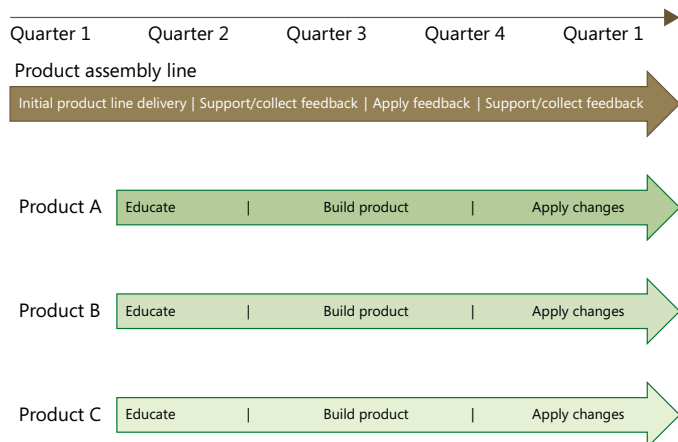 Quarter 1 Quarter 2 Quarter 3 Quarter 4 Quarter 1
Product assembly line
Initial product line delivery | Support/collect feedback | Apply feedback | Support/collect feedback
Product A Educate | Build product | Apply changes
Product B Educate | Build product | Apply changes
Product C Educate | Build product | Apply changes